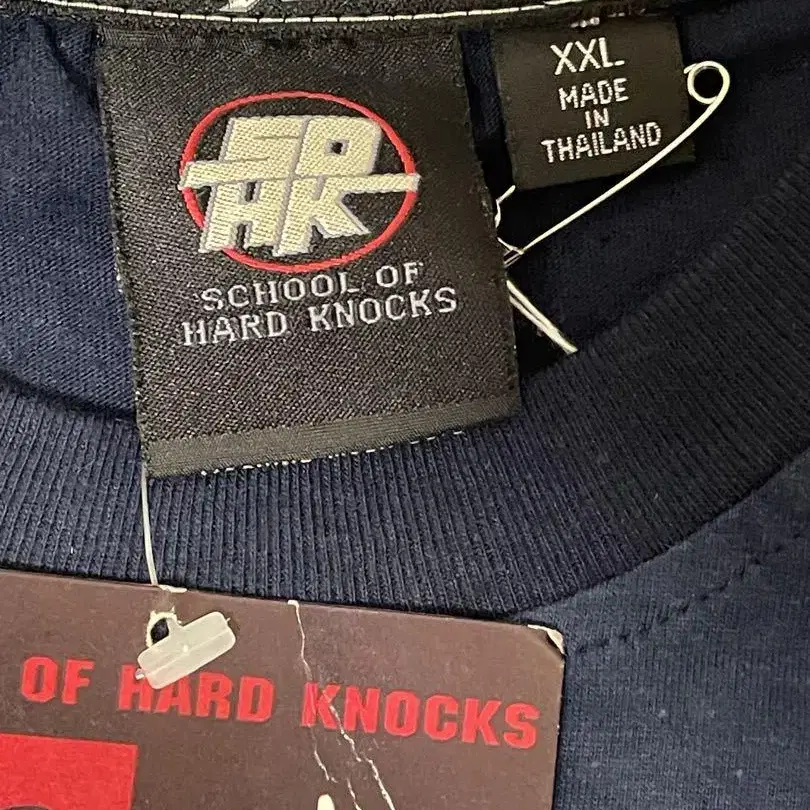 SO
HK
SCHOOL OF
HARD KNOCKS
XXL
MADE
IN
THAILAND
OF HARD KNOCKS